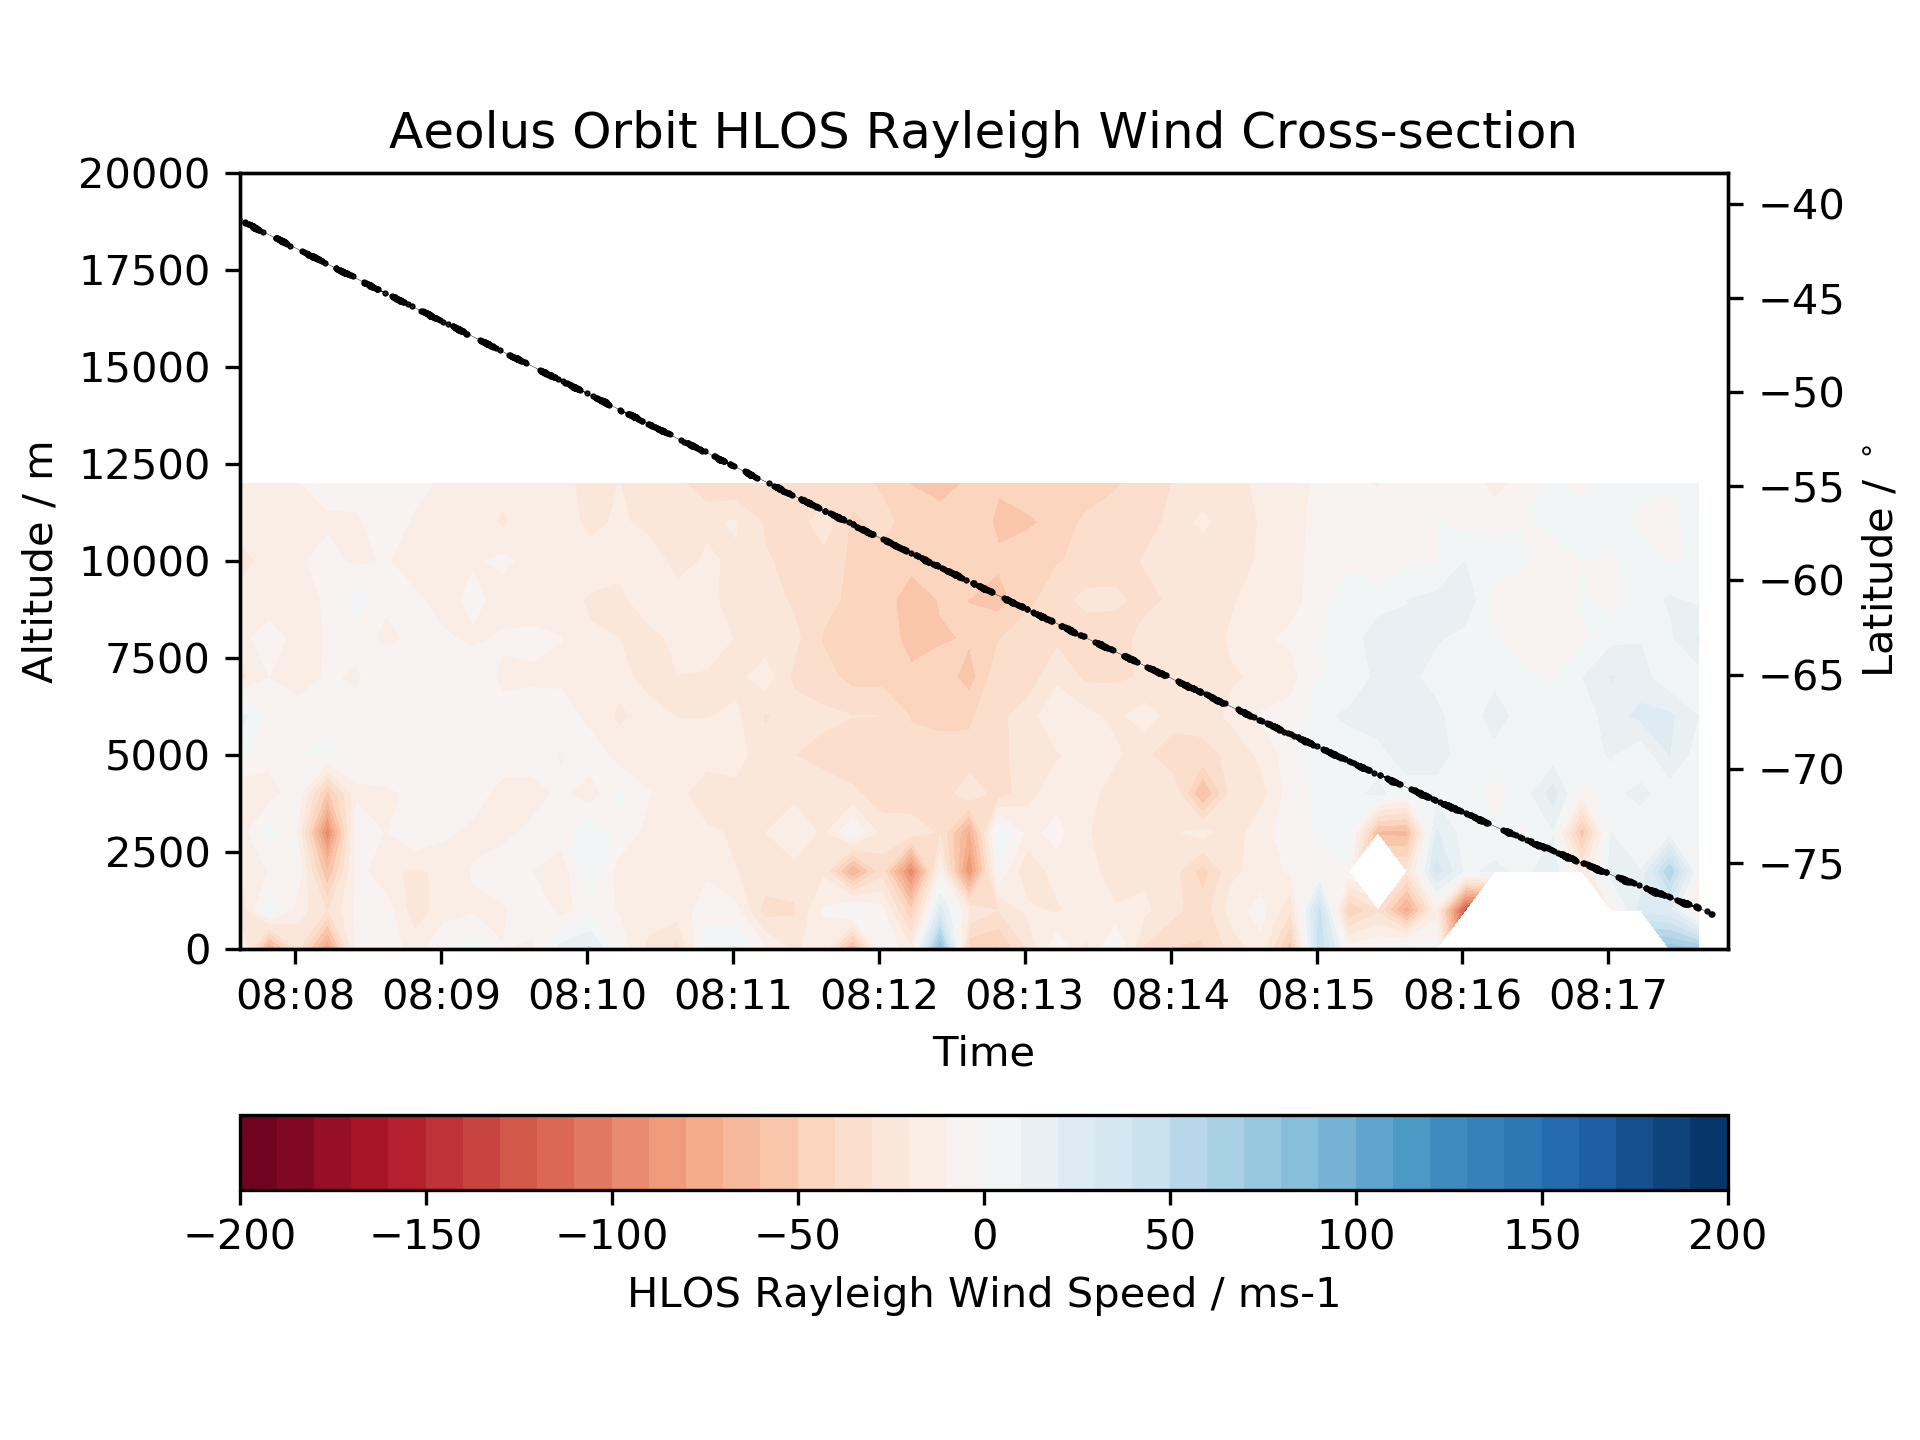 Aeolus Orbit HLOS Rayleigh Wind Cross-section
20000
17500
15000
12500
10000
7500
5000
2500
0
Altitude / m
−40
−45
−50
−55
−60
−65
−70
−75
Latitude / °
08:08 08:09 08:10 08:11 08:12 08:13 08:14 08:15 08:16 08:17
Time
−200 −150 −100 −50 0 50 100 150 200
HLOS Rayleigh Wind Speed / ms-1